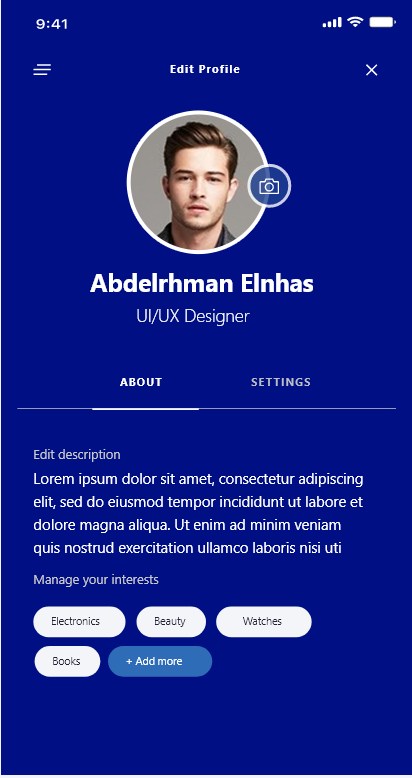 9:41
Edit Profile
Abdelrhman Elnhas
UI/UX Designer
ABOUT SETTINGS
Edit description
Lorem ipsum dolor sit amet, consectetur adipiscing
elit, sed do eiusmod tempor incididunt ut labore et
dolore magna aliqua. Ut enim ad minim veniam
quis nostrud exercitation ullamco laboris nisi uti
Manage your interests
Electronics Beauty Watches
Books + Add more